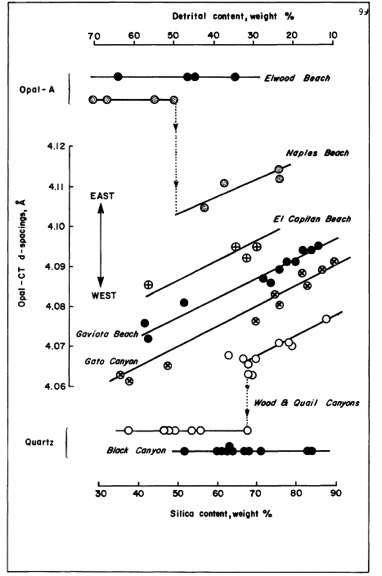 99
Detrital content, weight %
70 60 50 40 30 20 10
Opal-A
Elwood Beach
Naples Beach
4.12
4.11
EAST
El Capitan Beach
4.10
Opal-CT d-spacings, Å
4.09
WEST
4.08
Gaviota Beach
4.07
Gato Canyon
4.06
Wood & Quail Canyons
Quartz
Black Canyon
30 40 50 60 70 80 90
Silica content, weight %